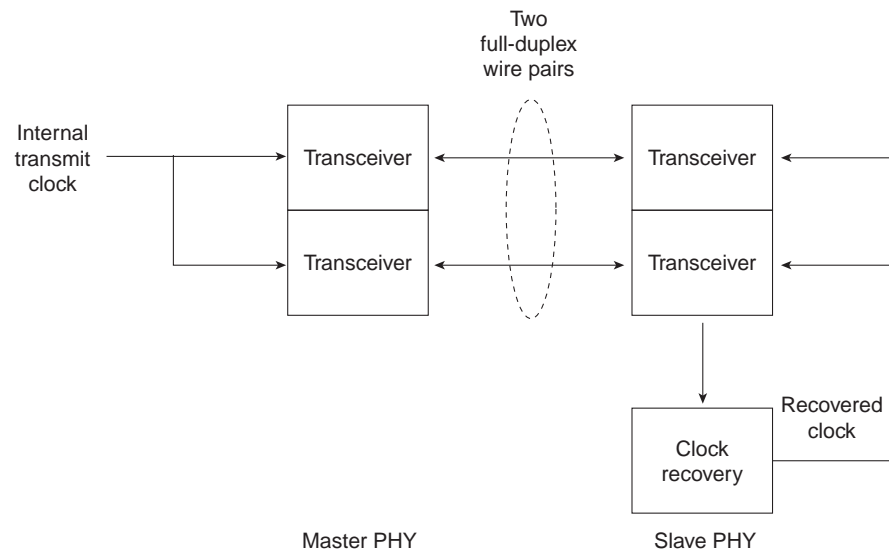 Two
full-duplex
wire pairs
Internal
transmit
clock
Transceiver
Transceiver
Transceiver
Transceiver
Recovered
clock
Clock
recovery
Master PHY
Slave PHY